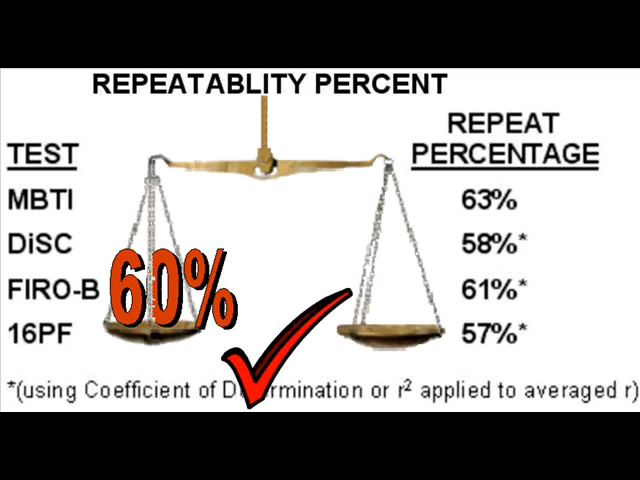 REPEATABLITY PERCENT
TEST REPEAT PERCENTAGE
MBTI 63%
DiSC 58%*
FIRO-B 61%*
16PF 57%*
60%
*(using Coefficient of Determination or r² applied to averaged r)